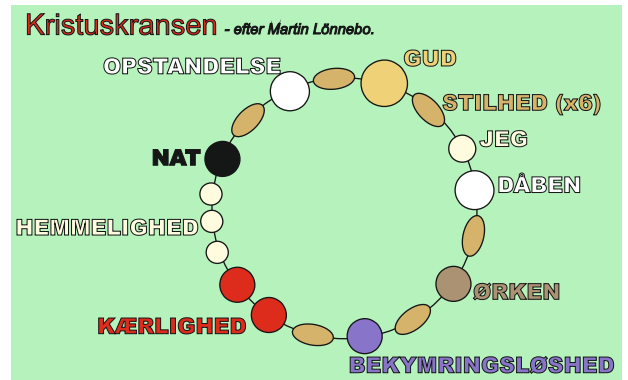 Kristuskransen - efter Martin Lönnebo.
OPSTANDELSE
GUD
STILHED (x6)
JEG
NAT
DÅBEN
HEMMELIGHED
ØRKEN
KÆRLIGHED
BEKYMRINGSLØSHED